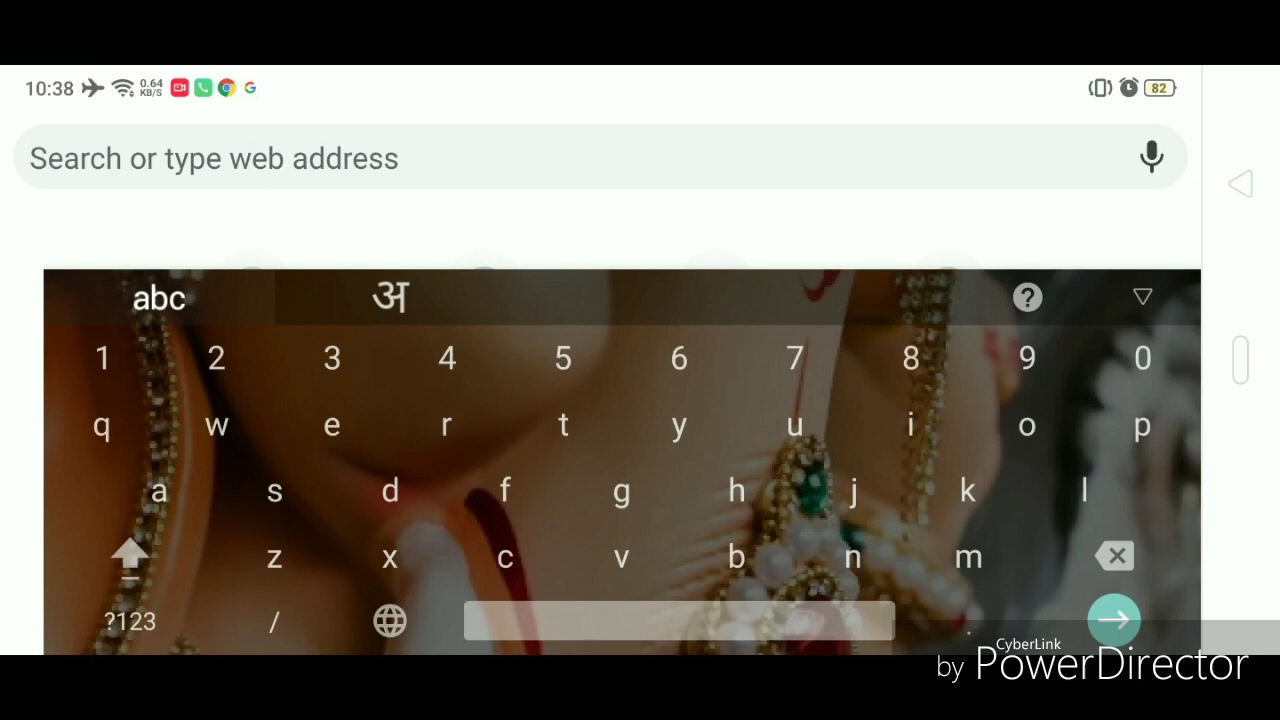 10:38 0.64 KB/S 82
Search or type web address
abc अ ?
1 2 3 4 5 6 7 8 9 0
q w e r t y u i o p
a s d f g h j k l
z x c v b n m
?123 / .
CyberLink
by PowerDirector